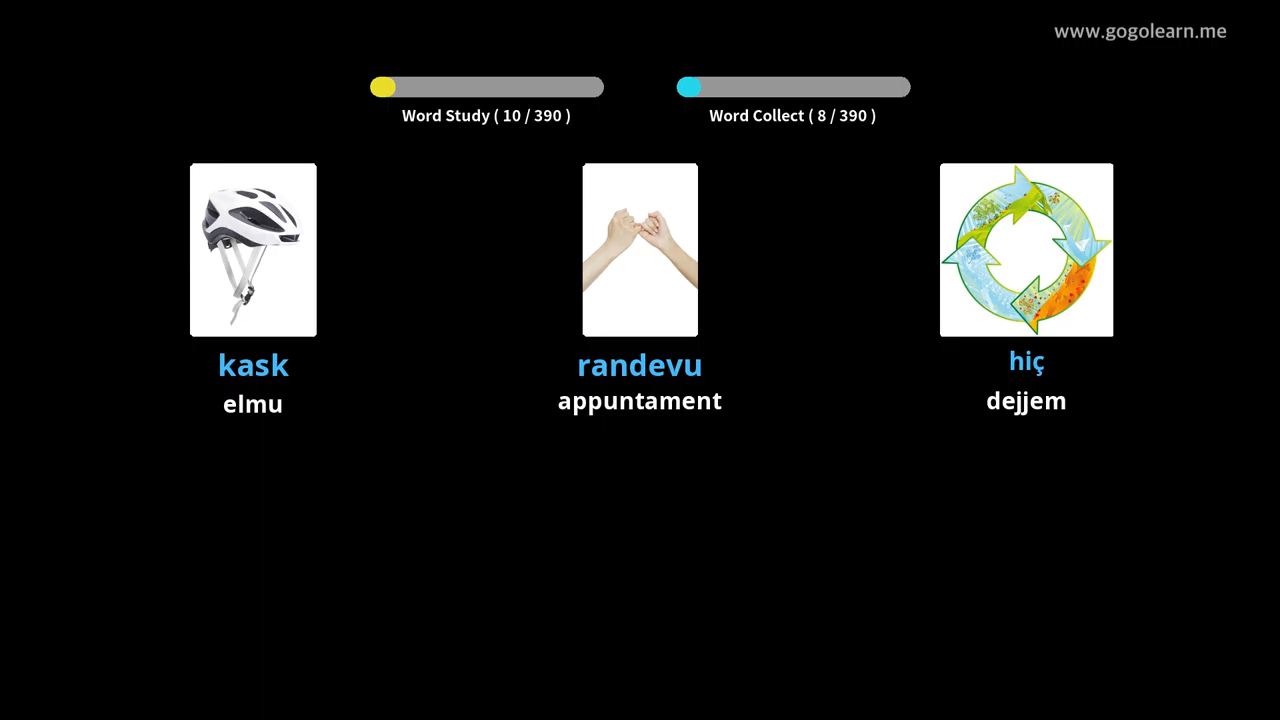 www.gogolearn.me
Word Study ( 10 / 390 )
Word Collect ( 8 / 390 )
kask
elmu
randevu
appuntament
hiç
dejjem